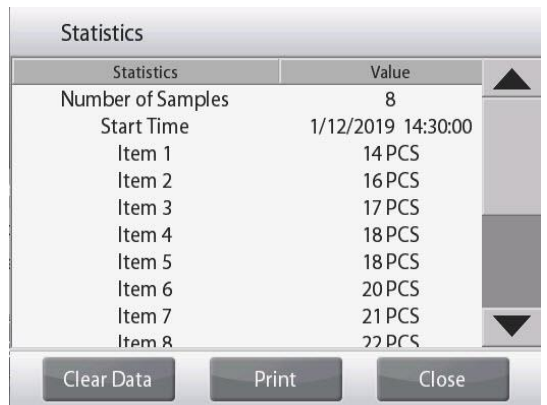 Statistics
Statistics Value
Number of Samples 8
Start Time 1/12/2019 14:30:00
Item 1 14 PCS
Item 2 16 PCS
Item 3 17 PCS
Item 4 18 PCS
Item 5 18 PCS
Item 6 20 PCS
Item 7 21 PCS
Item 8 22 PCS
Clear Data Print Close